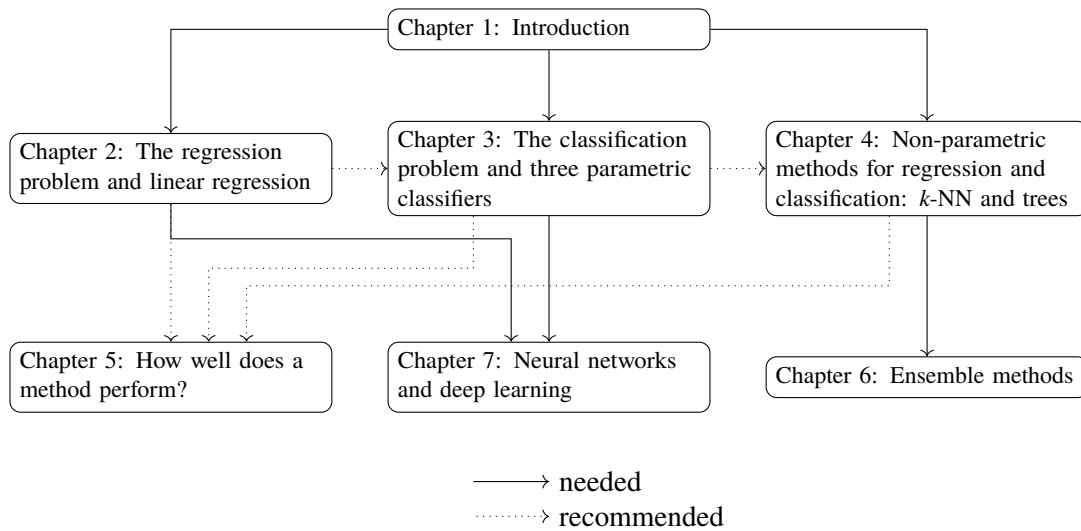 Chapter 1: Introduction
Chapter 2: The regression
problem and linear regression
Chapter 3: The classification
problem and three parametric
classifiers
Chapter 4: Non-parametric
methods for regression and
classification: k-NN and trees
Chapter 5: How well does a
method perform?
Chapter 7: Neural networks
and deep learning
Chapter 6: Ensemble methods
needed
recommended